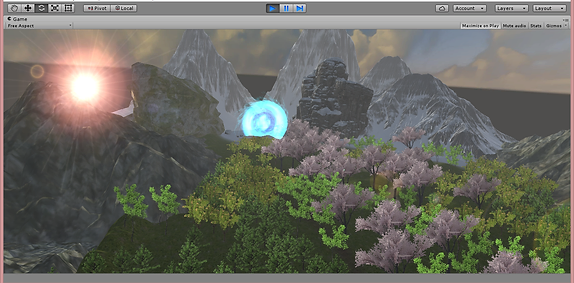 Pivot Local Account Layers Layout
Game
Free Aspect Maximize on Play Mute audio Stats Gizmos